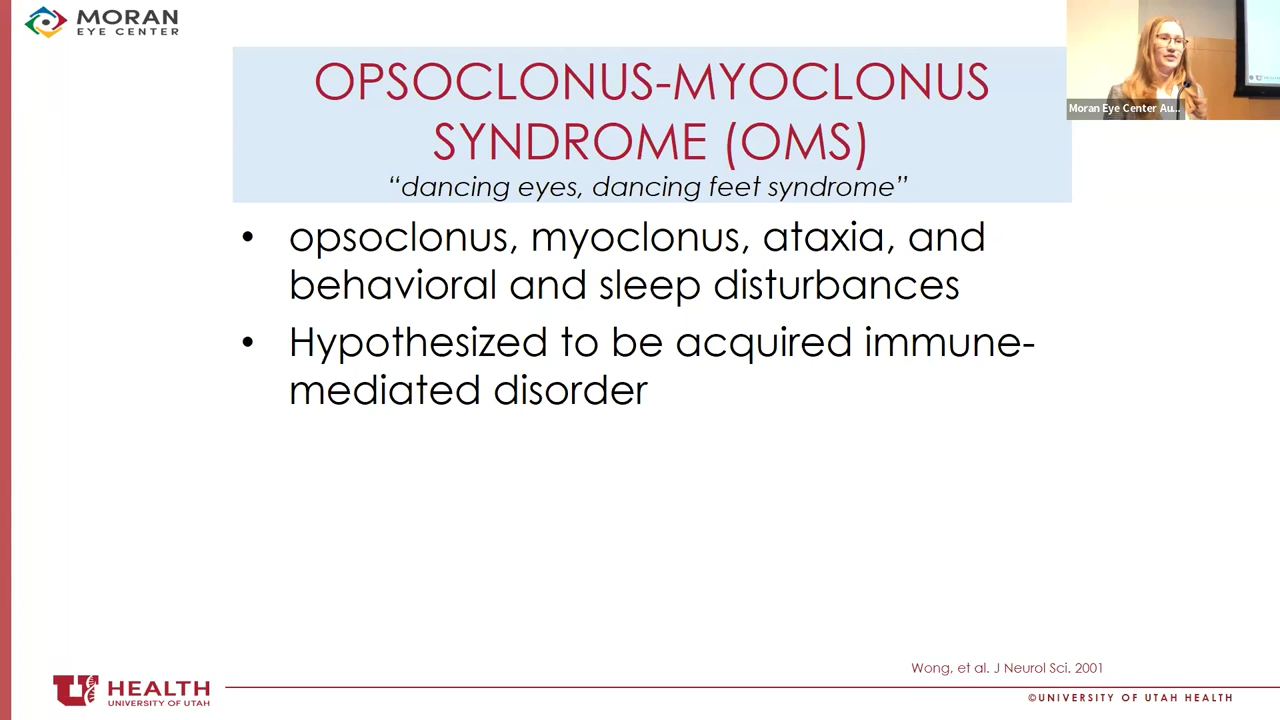 MORAN
EYE CENTER
OPSOCLONUS-MYOCLONUS
SYNDROME (OMS)
“dancing eyes, dancing feet syndrome”
Moran Eye Center Au...
• opsoclonus, myoclonus, ataxia, and
behavioral and sleep disturbances
• Hypothesized to be acquired immune-
mediated disorder
Wong, et al. J Neurol Sci. 2001
U HEALTH
UNIVERSITY OF UTAH
©UNIVERSITY OF UTAH HEALTH